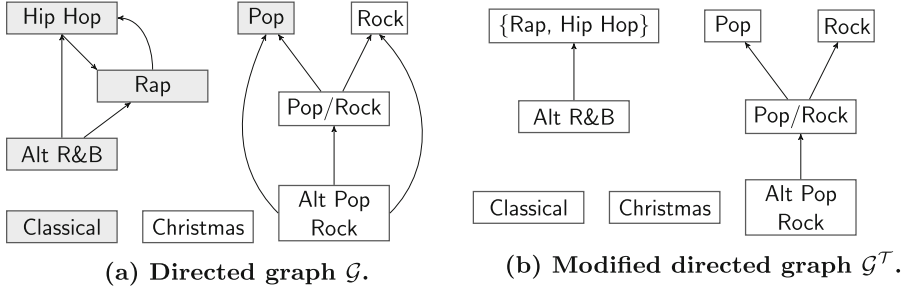 Hip Hop
Pop
Rock
Rap
Pop/Rock
Alt R&B
Alt Pop
Rock
Classical
Christmas
(a) Directed graph 𝒢.
{Rap, Hip Hop}
Pop
Rock
Alt R&B
Pop/Rock
Classical
Christmas
Alt Pop
Rock
(b) Modified directed graph 𝒢^𝒯.